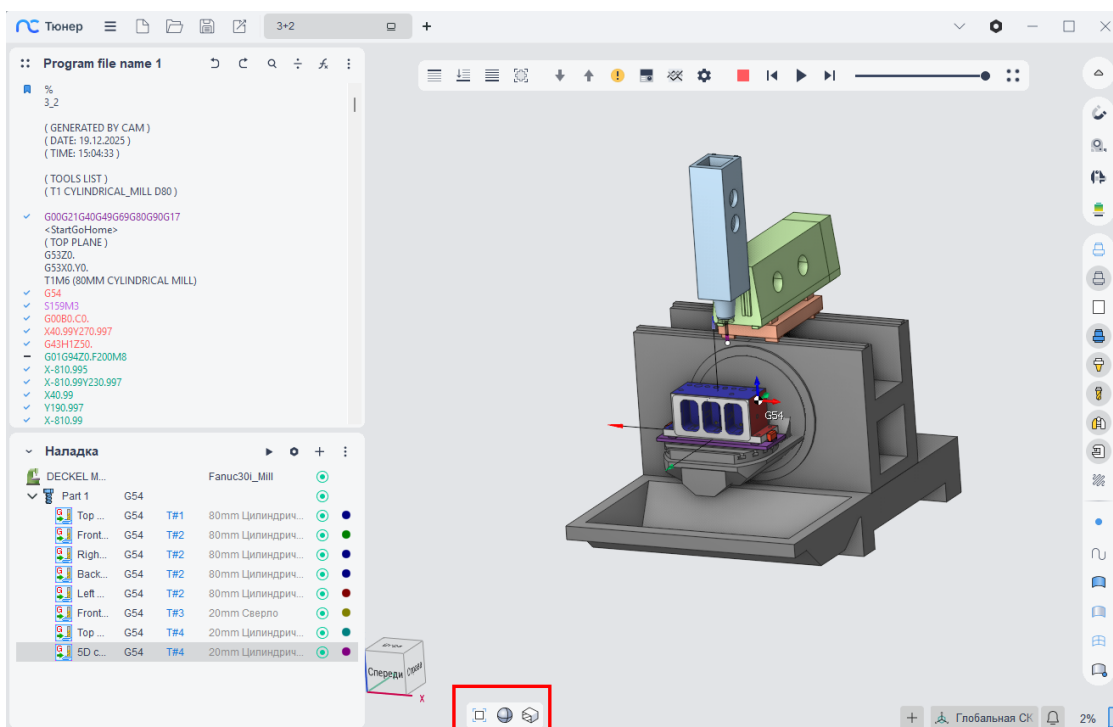 Тюнер
3+2
Program file name 1
%
3_2
( GENERATED BY CAM )
( DATE: 19.12.2025 )
( TIME: 15:04:33 )
( TOOLS LIST )
( T1 CYLINDRICAL_MILL D80 )
G00G21G40G49G69G80G90G17
<StartGoHome>
( TOP PLANE )
G53Z0.
G53X0.Y0.
T1M6 (80MM CYLINDRICAL MILL)
G54
S159M3
G00B0.C0.
X40.99Y270.997
G43H1Z50.
G01G94Z0.F200M8
X-810.995
X-810.99Y230.997
X40.99
Y190.997
X-810.99
Наладка
DECKEL M... Fanuc30i_Mill
Part 1 G54
Top ... G54 T#1 80mm Цилиндрич...
Front... G54 T#2 80mm Цилиндрич...
Righ... G54 T#2 80mm Цилиндрич...
Back... G54 T#2 80mm Цилиндрич...
Left ... G54 T#2 80mm Цилиндрич...
Front... G54 T#3 20mm Сверло
Top ... G54 T#4 20mm Цилиндрич...
5D c... G54 T#4 20mm Цилиндрич...
G54
Спереди
Справа
X
Глобальная СК
2%